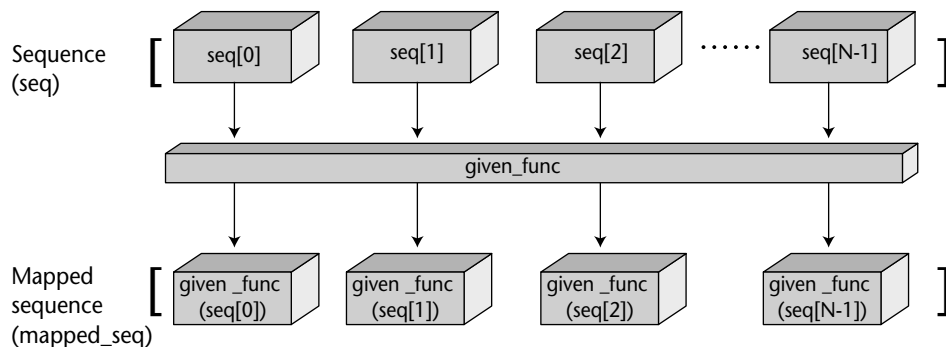 Sequence
(seq)
[ seq[0] seq[1] seq[2] ...... seq[N-1] ]
given_func
Mapped
sequence
(mapped_seq)
[ given _func
(seq[0]) given _func
(seq[1]) given _func
(seq[2]) given _func
(seq[N-1]) ]